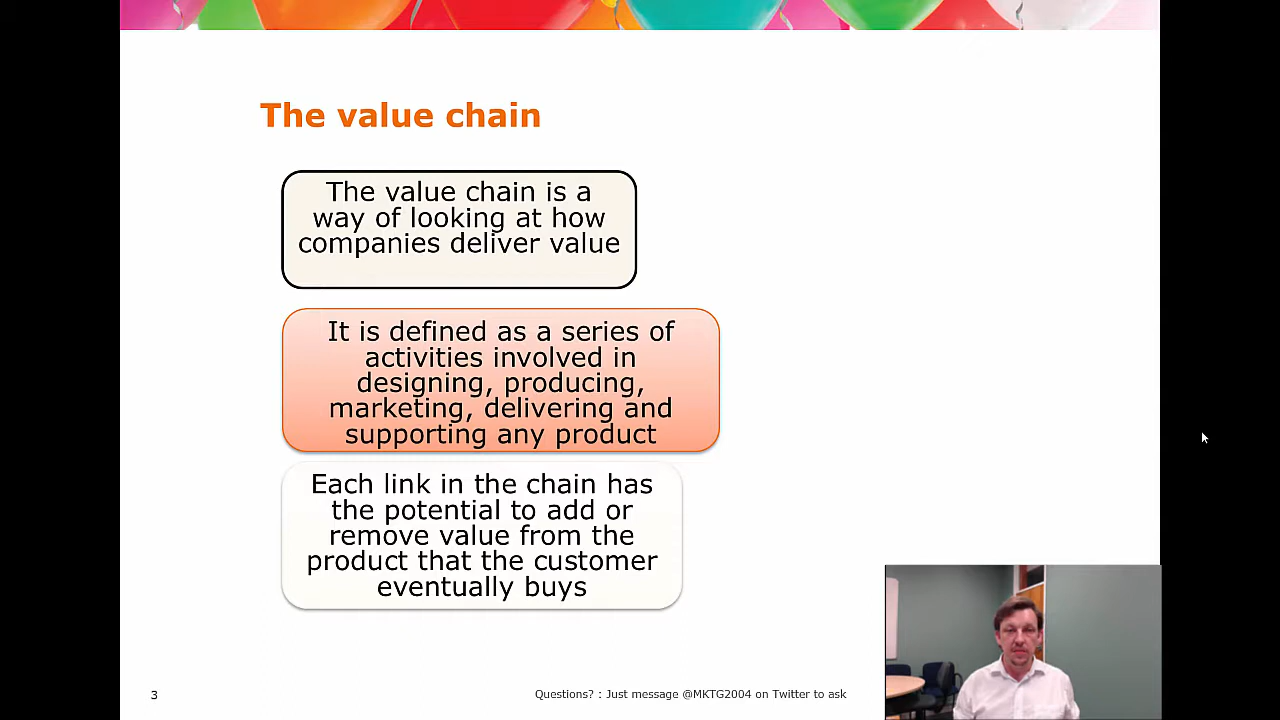 The value chain
The value chain is a
way of looking at how
companies deliver value
It is defined as a series of
activities involved in
designing, producing,
marketing, delivering and
supporting any product
Each link in the chain has
the potential to add or
remove value from the
product that the customer
eventually buys
3
Questions? : Just message @MKTG2004 on Twitter to ask